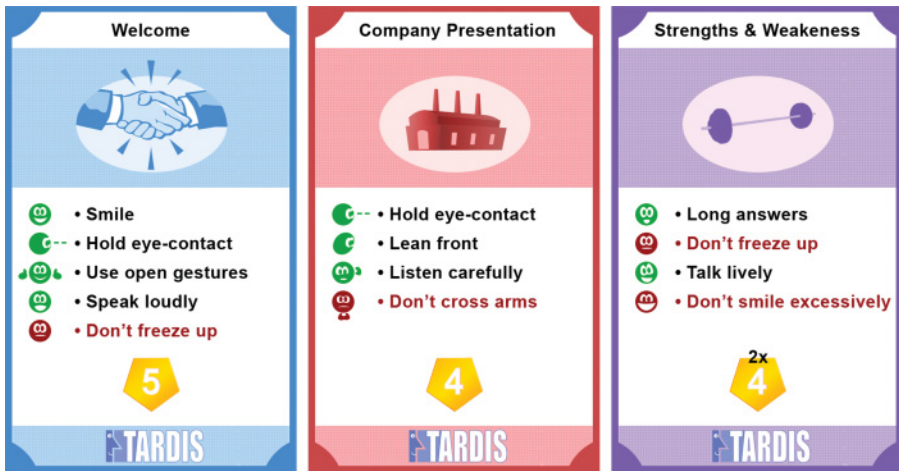 Welcome
• Smile
• Hold eye-contact
• Use open gestures
• Speak loudly
• Don't freeze up
5
TARDIS
Company Presentation
• Hold eye-contact
• Lean front
• Listen carefully
• Don't cross arms
4
TARDIS
Strengths & Weakness
• Long answers
• Don't freeze up
• Talk lively
• Don't smile excessively
2x
4
TARDIS